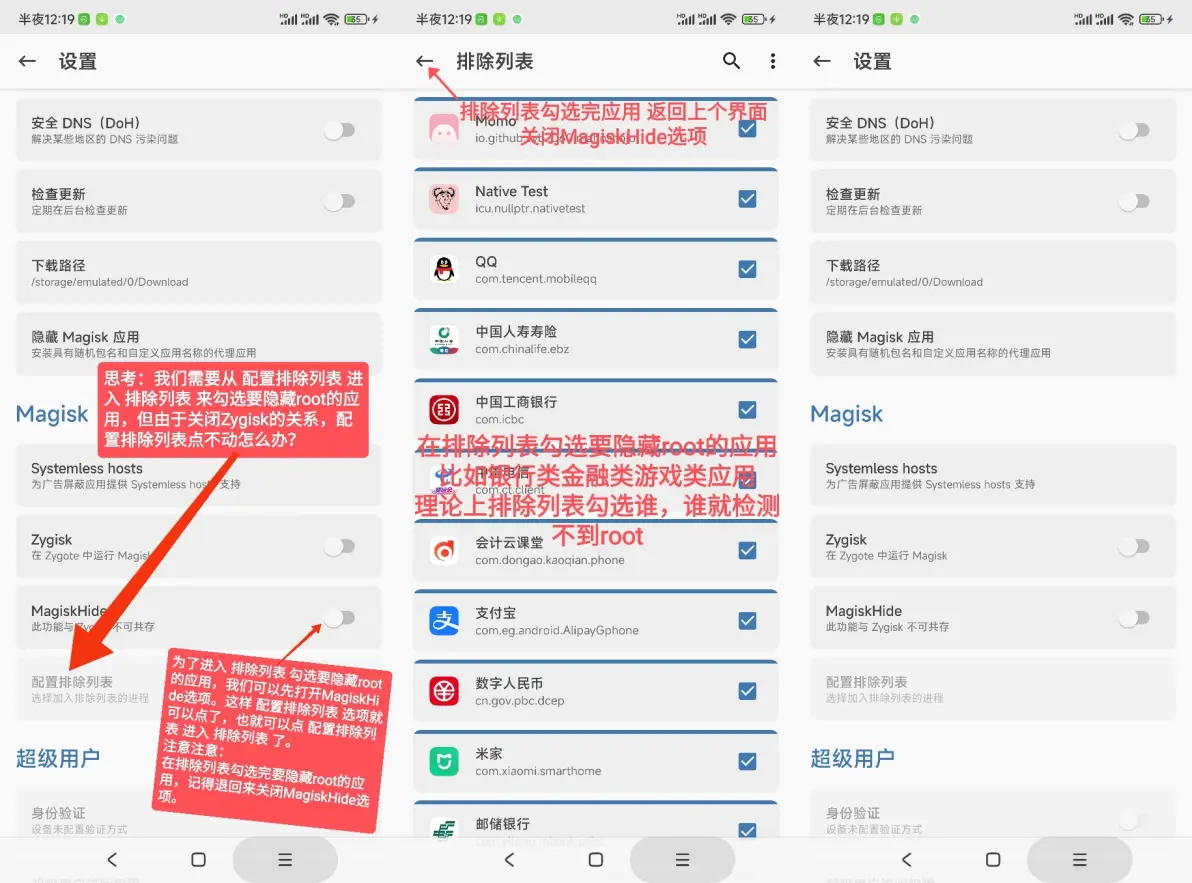 半夜12:19
65
设置
安全 DNS（DoH）
解决某些地区的 DNS 污染问题
检查更新
定期在后台检查更新
下载路径
/storage/emulated/0/Download
隐藏 Magisk 应用
安装具有随机包名和自定义应用名称的代理应用
思考：我们需要从 配置排除列表 进
入 排除列表 来勾选要隐藏root的应
用，但由于关闭Zygisk的关系，配
置排除列表点不动怎么办？
Magisk
Systemless hosts
为广告屏蔽应用提供 Systemless hosts 支持
Zygisk
在 Zygote 中运行 Magisk
MagiskHide
此功能与 Zygisk 不可共存
配置排除列表
选择加入排除列表的进程
为了进入 排除列表 勾选要隐藏root
的应用，我们可以先打开MagiskHi
de选项。这样 配置排除列表 选项就
可以点了，也就可以点 配置排除列
表 进入 排除列表 了。
注意注意：
在排除列表勾选完要隐藏root的应
用，记得退回来关闭MagiskHide选
项。
超级用户
身份验证
设备未配置验证方式
半夜12:19
65
排除列表
排除列表勾选完应用 返回上个界面
关闭MagiskHide选项
Momo
Native Test
icu.nullptr.nativetest
QQ
com.tencent.mobileqq
中国人寿寿险
com.chinalife.ebz
中国工商银行
com.icbc
在排除列表勾选要隐藏root的应用
比如银行类金融类游戏类应用
理论上排除列表勾选谁，谁就检测
不到root
中国电信
com.ct.client
会计云课堂
com.dongao.kaoqian.phone
支付宝
com.eg.android.AlipayGphone
数字人民币
cn.gov.pbc.dcep
米家
com.xiaomi.smarthome
邮储银行
半夜12:19
65
设置
安全 DNS（DoH）
解决某些地区的 DNS 污染问题
检查更新
定期在后台检查更新
下载路径
/storage/emulated/0/Download
隐藏 Magisk 应用
安装具有随机包名和自定义应用名称的代理应用
Magisk
Systemless hosts
为广告屏蔽应用提供 Systemless hosts 支持
Zygisk
在 Zygote 中运行 Magisk
MagiskHide
此功能与 Zygisk 不可共存
配置排除列表
选择加入排除列表的进程
超级用户
身份验证
设备未配置验证方式